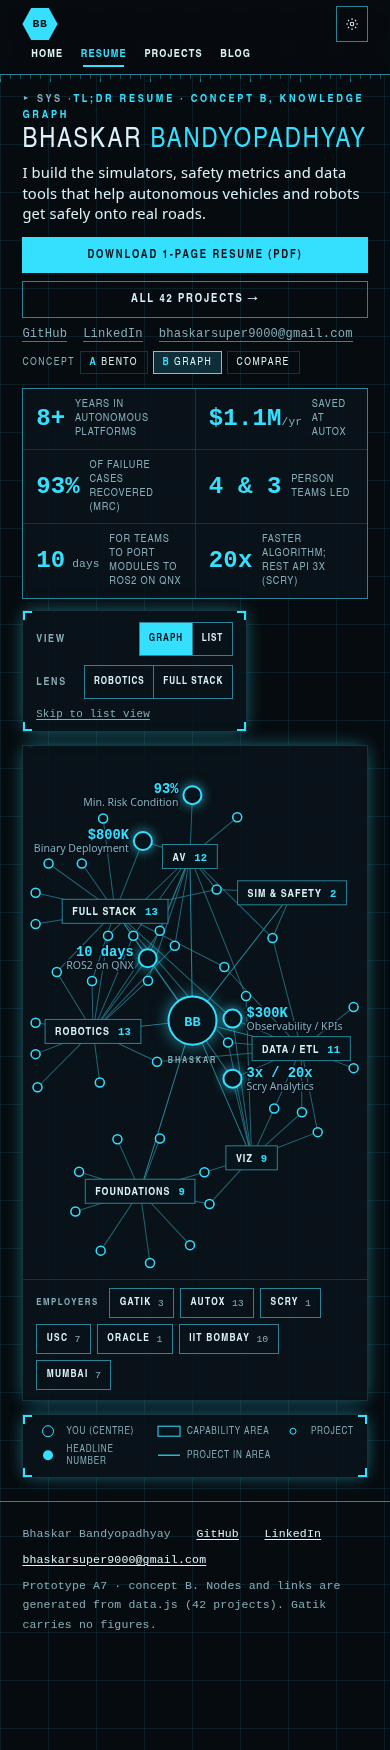 BB
HOME RESUME PROJECTS BLOG
‣ SYS ·TL;DR RESUME · CONCEPT B, KNOWLEDGE
GRAPH
BHASKAR BANDYOPADHYAY
I build the simulators, safety metrics and data
tools that help autonomous vehicles and robots
get safely onto real roads.
DOWNLOAD 1-PAGE RESUME (PDF)
ALL 42 PROJECTS →
GitHub LinkedIn bhaskarsuper9000@gmail.com
CONCEPT A BENTO B GRAPH COMPARE
8+ YEARS IN
AUTONOMOUS
PLATFORMS
$1.1M/yr SAVED
AT
AUTOX
93% OF FAILURE
CASES
RECOVERED
(MRC)
4 & 3 PERSON
TEAMS LED
10 days FOR TEAMS
TO PORT
MODULES TO
ROS2 ON QNX
20x FASTER
ALGORITHM;
REST API 3X
(SCRY)
VIEW GRAPH LIST
LENS ROBOTICS FULL STACK
Skip to list view
93%
Min. Risk Condition
$800K
Binary Deployment
AV 12
SIM & SAFETY 2
FULL STACK 13
10 days
ROS2 on QNX
BB
BHASKAR
$300K
Observability / KPIs
ROBOTICS 13
DATA / ETL 11
3x / 20x
Scry Analytics
VIZ 9
FOUNDATIONS 9
EMPLOYERS GATIK 3 AUTOX 13 SCRY 1
USC 7 ORACLE 1 IIT BOMBAY 10
MUMBAI 7
YOU (CENTRE) CAPABILITY AREA PROJECT
HEADLINE
NUMBER
PROJECT IN AREA
Bhaskar Bandyopadhyay GitHub LinkedIn
bhaskarsuper9000@gmail.com
Prototype A7 · concept B. Nodes and links are
generated from data.js (42 projects). Gatik
carries no figures.